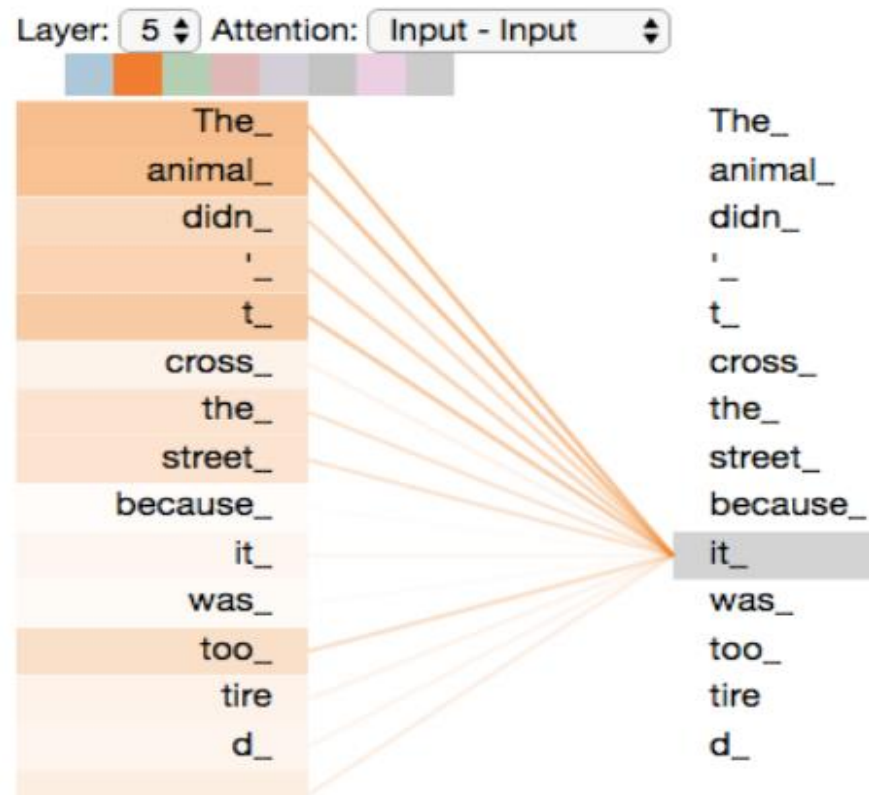 Layer: 5 Attention: Input - Input
The_ The_
animal_ animal_
didn_ didn_
'_ '_
t_ t_
cross_ cross_
the_ the_
street_ street_
because_ because_
it_ it_
was_ was_
too_ too_
tire tire
d_ d_